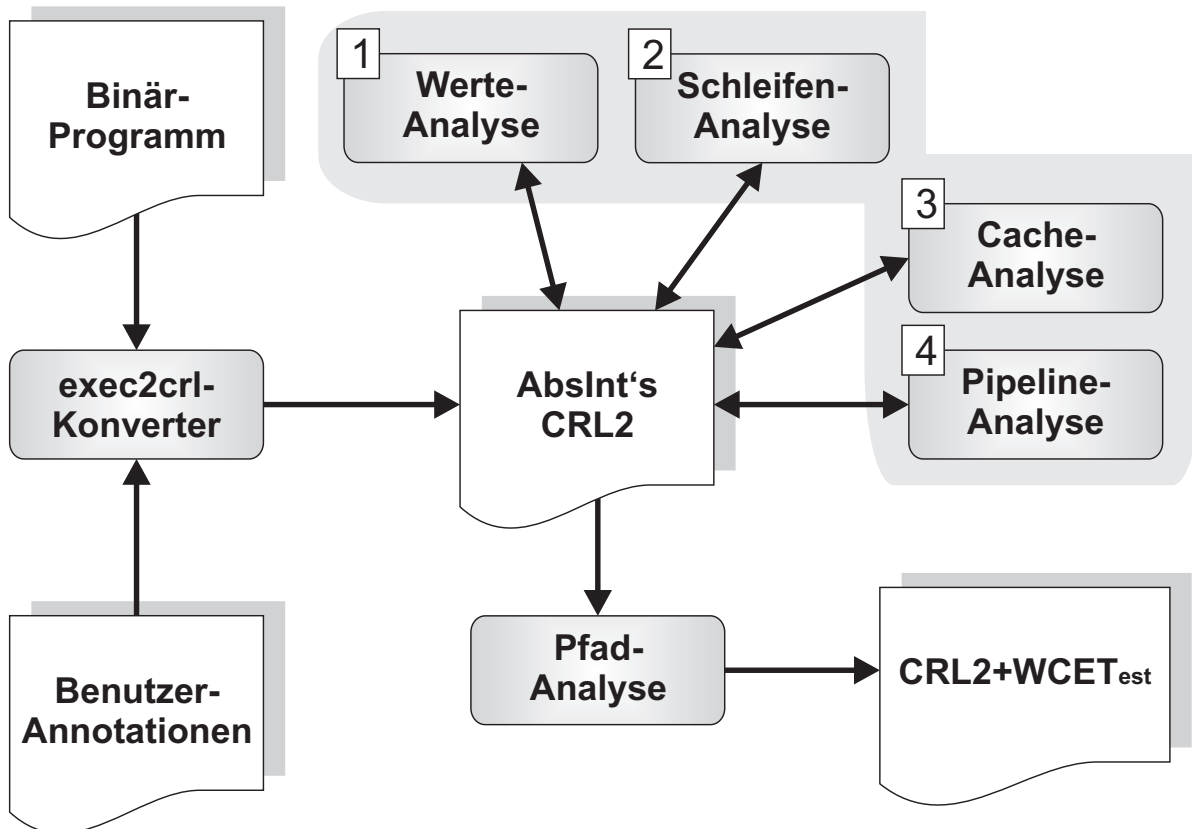 Binär-
Programm
1
Werte-
Analyse
2
Schleifen-
Analyse
3
Cache-
Analyse
exec2crl-
Konverter
AbsInt‘s
CRL2
4
Pipeline-
Analyse
Benutzer-
Annotationen
Pfad-
Analyse
CRL2+WCETest